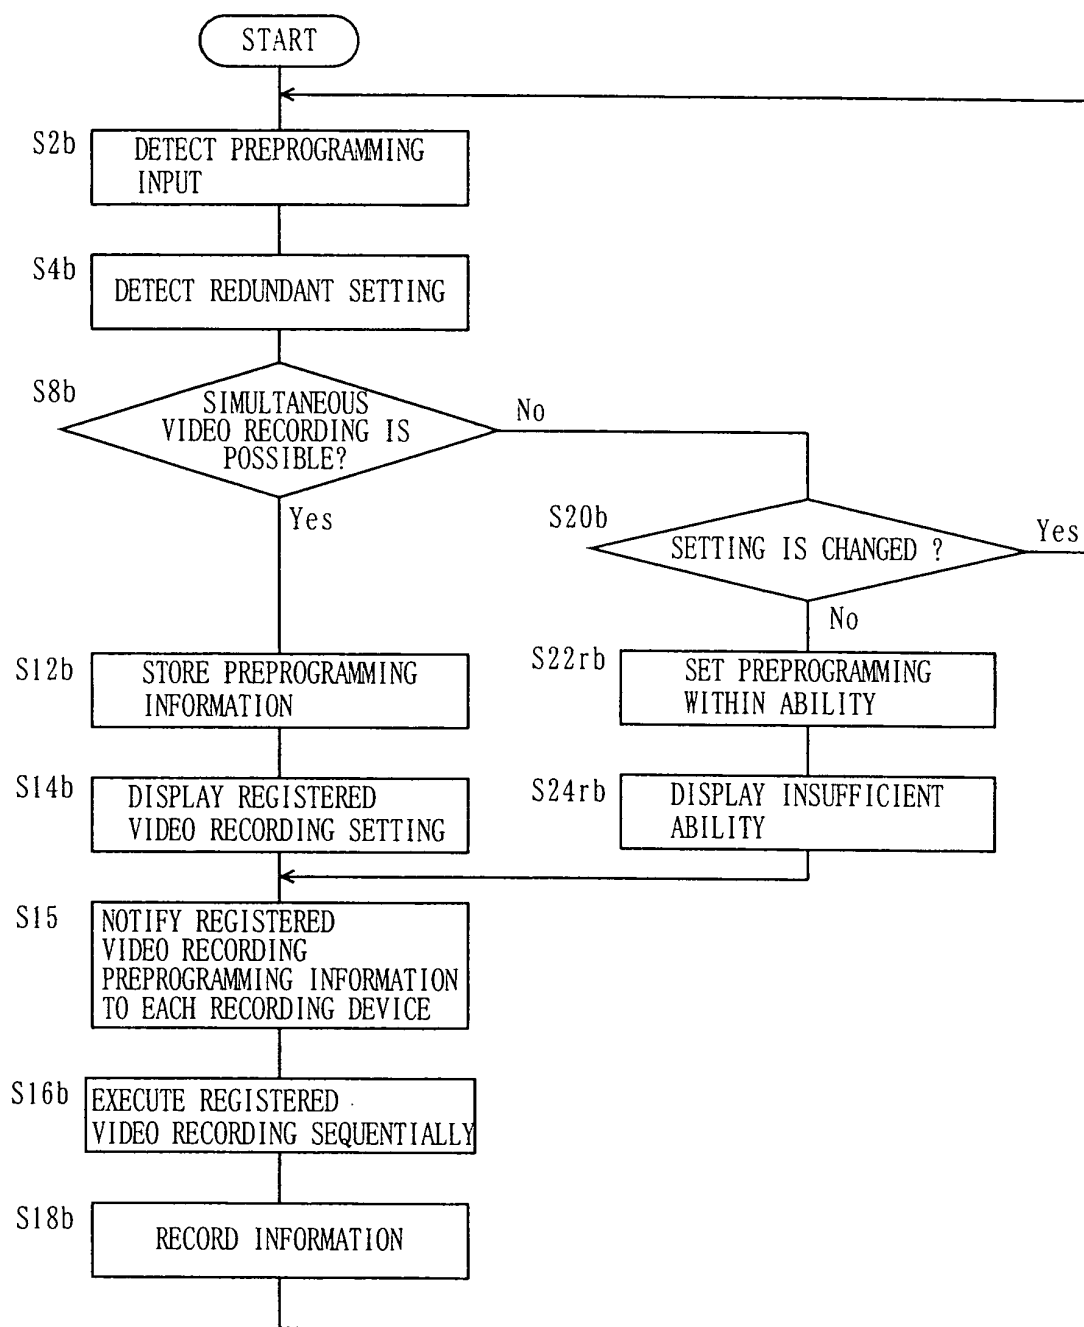 START
S2b
DETECT PREPROGRAMMING
INPUT
S4b
DETECT REDUNDANT SETTING
S8b
SIMULTANEOUS
VIDEO RECORDING IS
POSSIBLE?
No
Yes
S20b
SETTING IS CHANGED ?
Yes
No
S12b
STORE PREPROGRAMMING
INFORMATION
S22rb
SET PREPROGRAMMING
WITHIN ABILITY
S14b
DISPLAY REGISTERED
VIDEO RECORDING SETTING
S24rb
DISPLAY INSUFFICIENT
ABILITY
S15
NOTIFY REGISTERED
VIDEO RECORDING
PREPROGRAMMING INFORMATION
TO EACH RECORDING DEVICE
S16b
EXECUTE REGISTERED
VIDEO RECORDING SEQUENTIALLY
S18b
RECORD INFORMATION